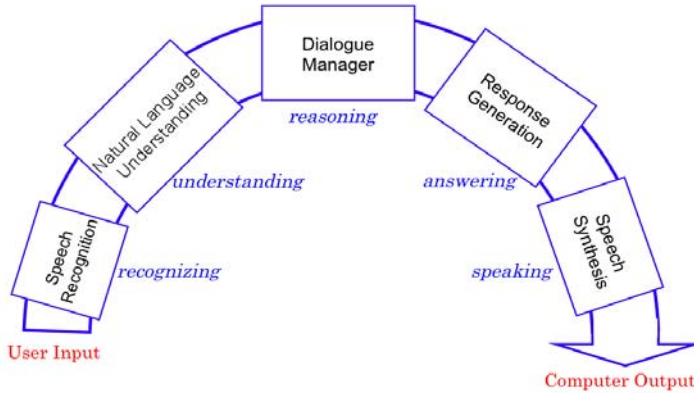 Dialogue
Manager
reasoning
Natural Language
Understanding
understanding
Response
Generation
answering
Speech
Recognition
recognizing
Speech
Synthesis
speaking
User Input
Computer Output